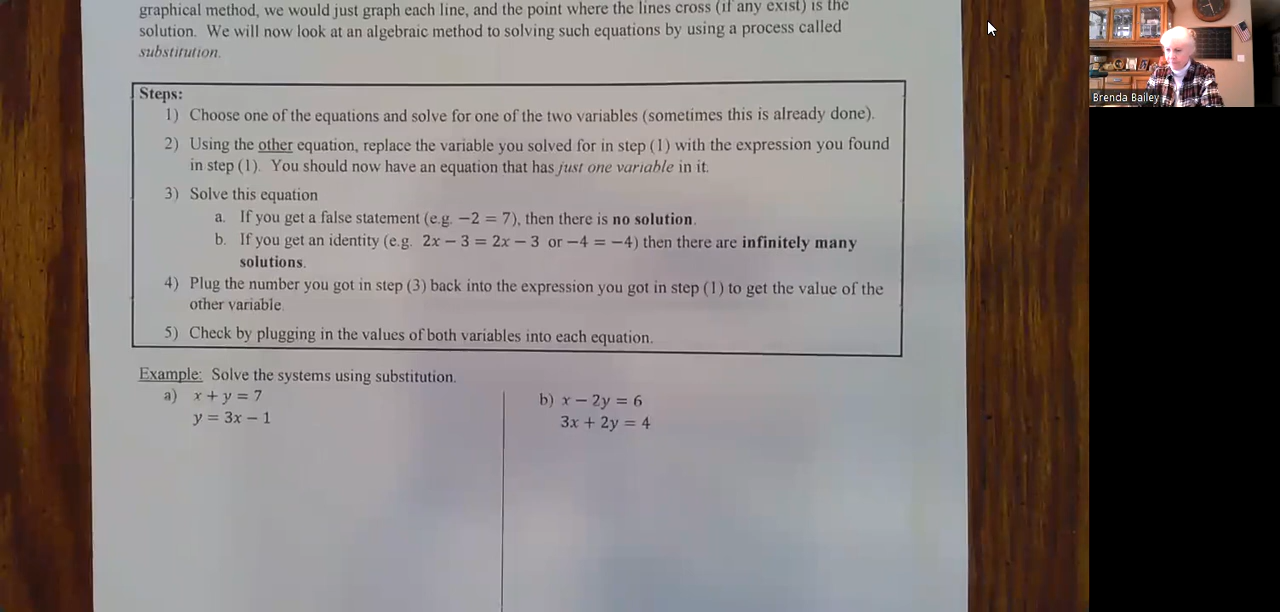 graphical method, we would just graph each line, and the point where the lines cross (if any exist) is the
solution. We will now look at an algebraic method to solving such equations by using a process called
substitution.
Steps:
1) Choose one of the equations and solve for one of the two variables (sometimes this is already done).
2) Using the other equation, replace the variable you solved for in step (1) with the expression you found
in step (1). You should now have an equation that has just one variable in it.
3) Solve this equation
a. If you get a false statement (e.g. −2 = 7), then there is no solution.
b. If you get an identity (e.g. 2x − 3 = 2x − 3 or −4 = −4) then there are infinitely many
solutions.
4) Plug the number you got in step (3) back into the expression you got in step (1) to get the value of the
other variable.
5) Check by plugging in the values of both variables into each equation.
Example: Solve the systems using substitution.
a) x + y = 7
y = 3x − 1
b) x − 2y = 6
3x + 2y = 4
Brenda Bailey